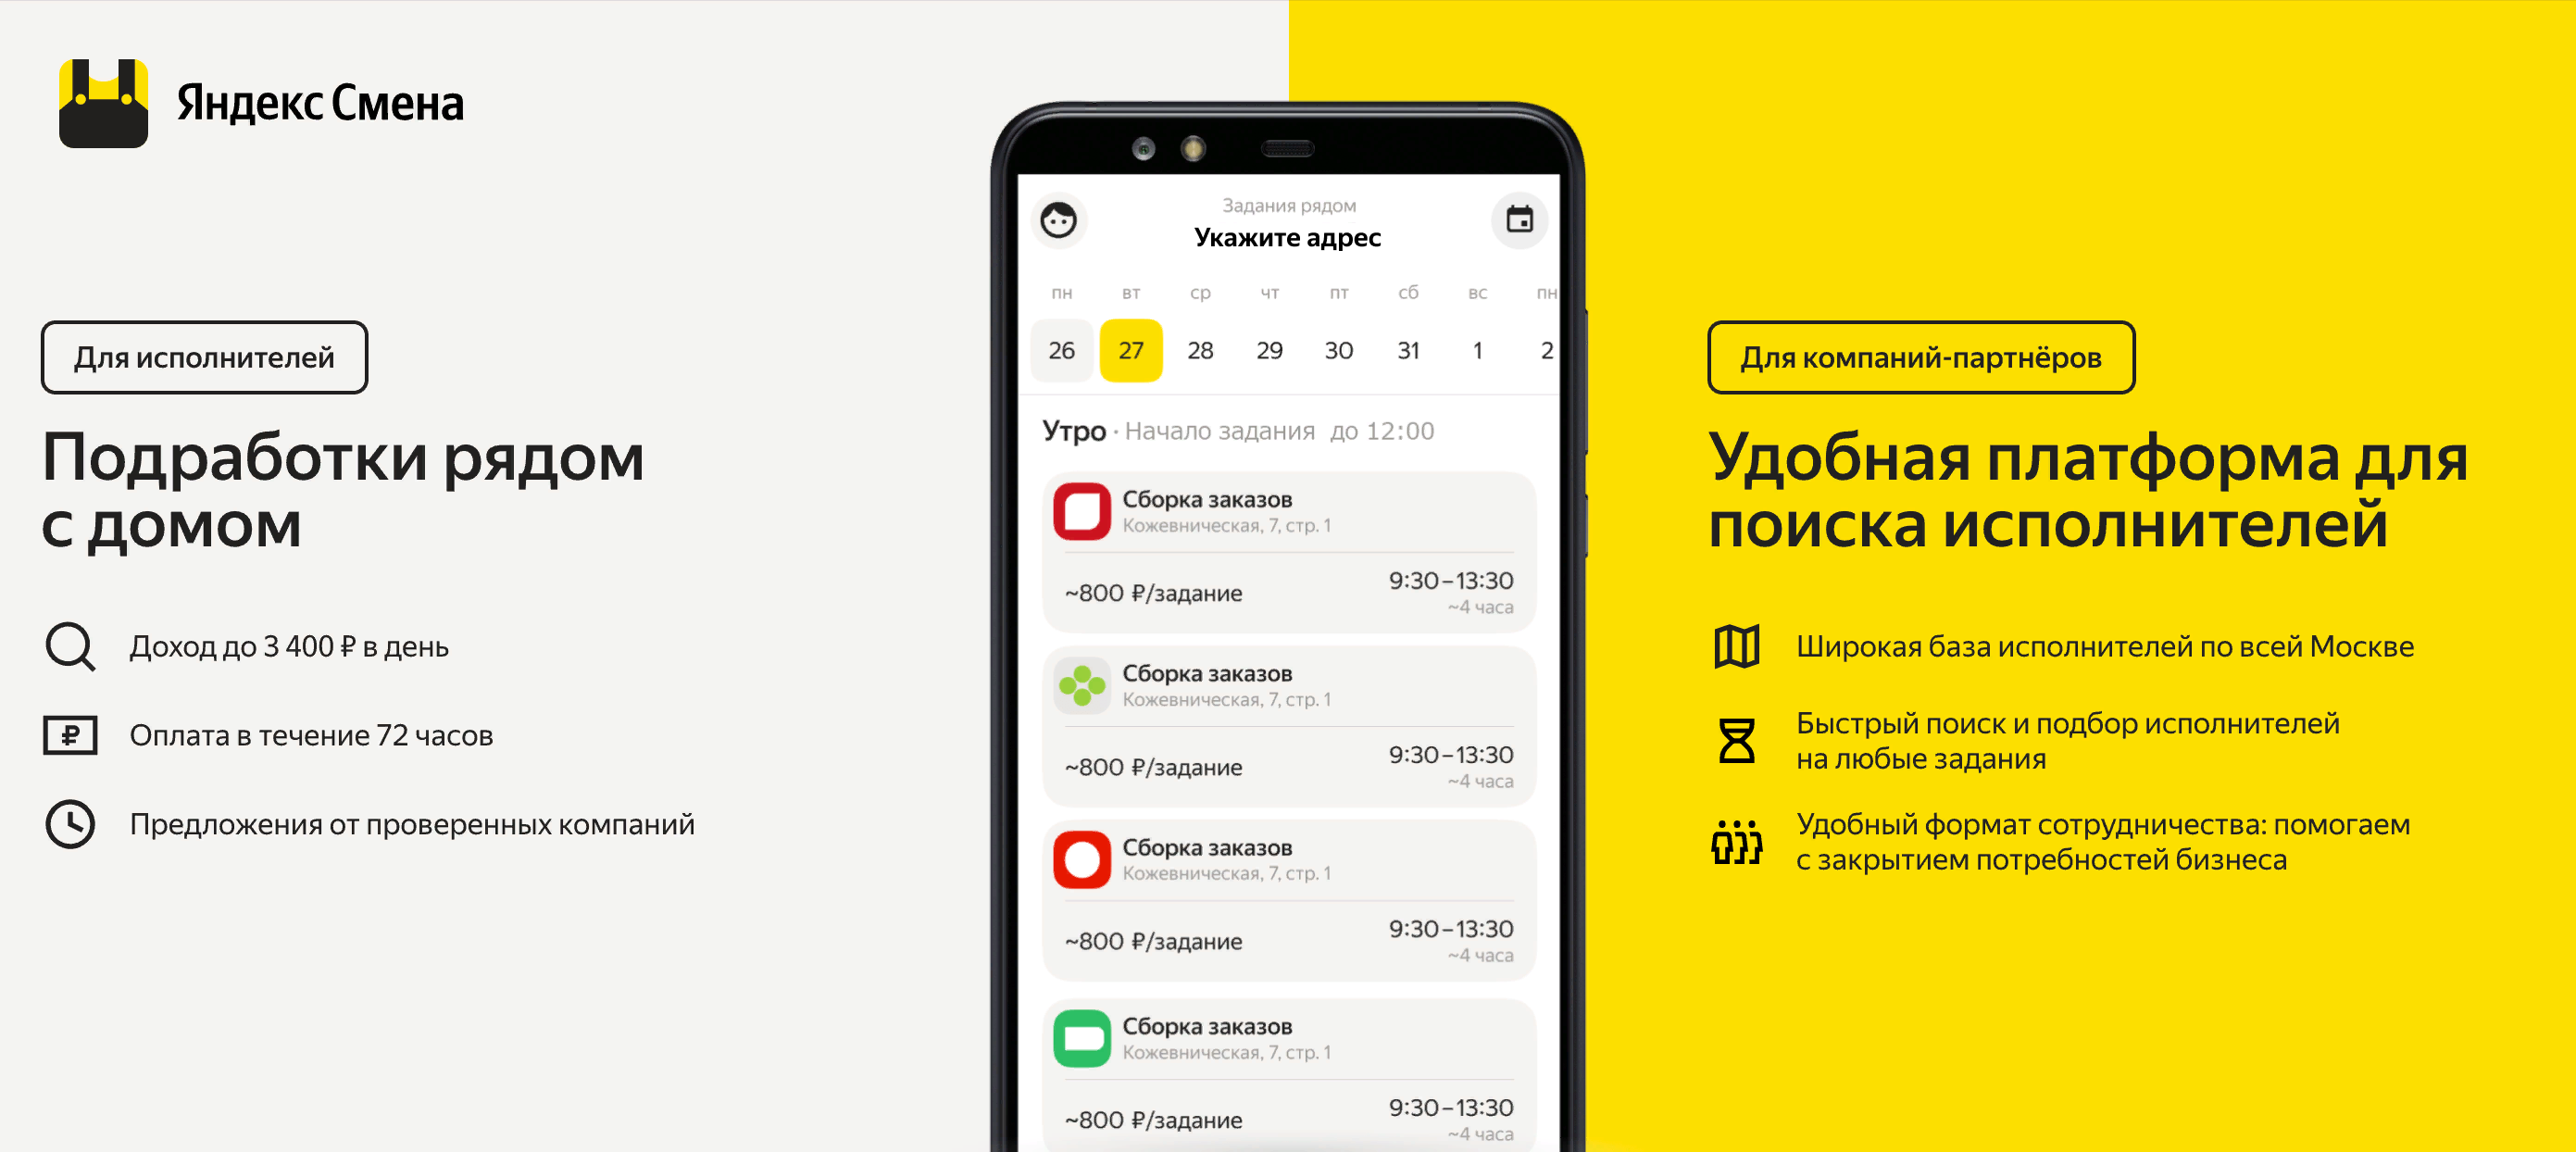 Яндекс Смена
Для исполнителей
Подработки рядом
с домом
Доход до 3 400 ₽ в день
₽
Оплата в течение 72 часов
Предложения от проверенных компаний
Задания рядом
Укажите адрес
пн вт ср чт пт сб вс пн
26 27 28 29 30 31 1 2
Утро · Начало задания до 12:00
Сборка заказов
Кожевническая, 7, стр. 1
~800 ₽/задание
9:30–13:30
~4 часа
Сборка заказов
Кожевническая, 7, стр. 1
~800 ₽/задание
9:30–13:30
~4 часа
Сборка заказов
Кожевническая, 7, стр. 1
~800 ₽/задание
9:30–13:30
~4 часа
Сборка заказов
Кожевническая, 7, стр. 1
~800 ₽/задание
9:30–13:30
~4 часа
Для компаний-партнёров
Удобная платформа для
поиска исполнителей
Широкая база исполнителей по всей Москве
Быстрый поиск и подбор исполнителей
на любые задания
Удобный формат сотрудничества: помогаем
с закрытием потребностей бизнеса